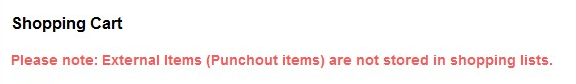 Shopping Cart
Please note: External Items (Punchout items) are not stored in shopping lists.